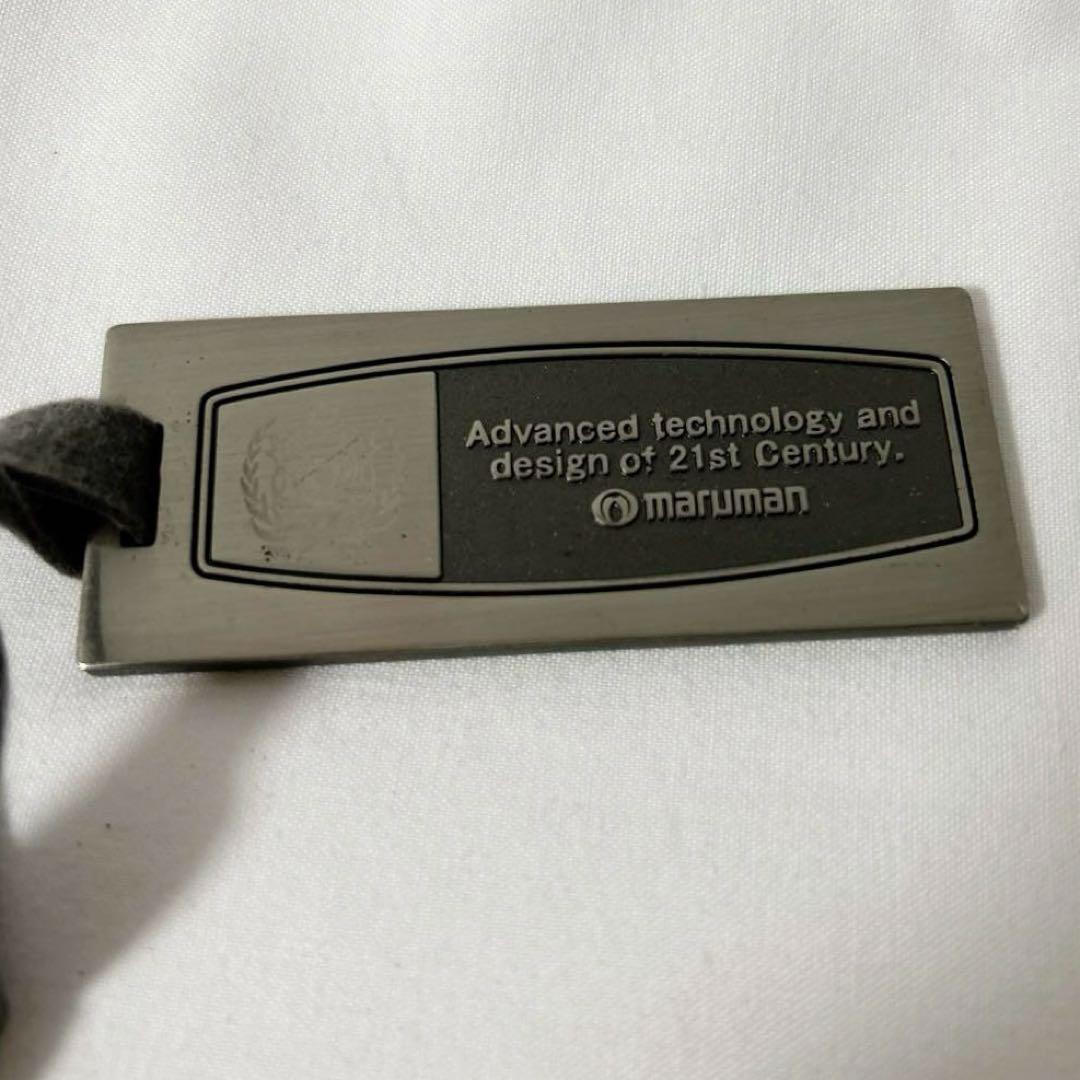 Advanced technology and
design of 21st Century.
maruman